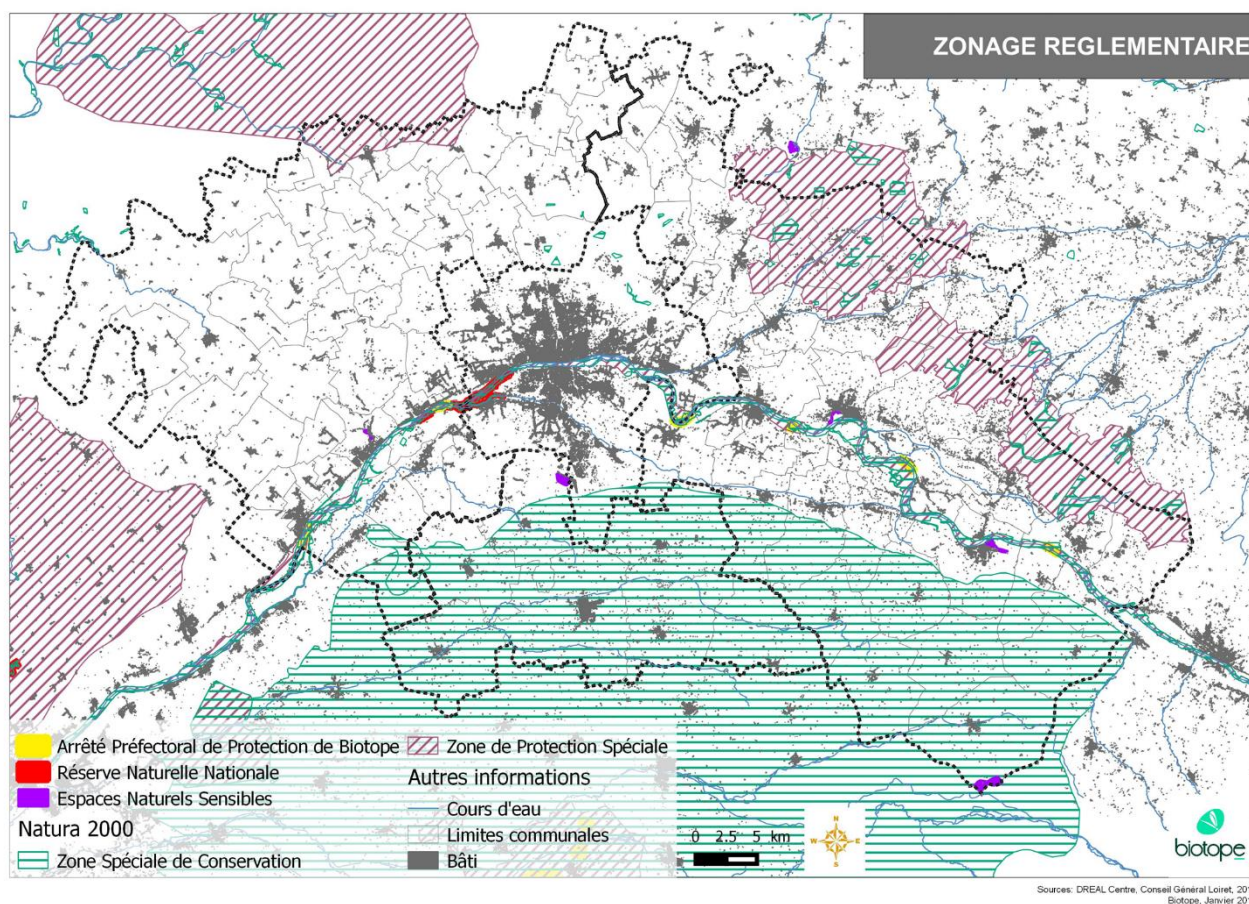 ZONAGE REGLEMENTAIRE
Arrêté Préfectoral de Protection de Biotope
Réserve Naturelle Nationale
Espaces Naturels Sensibles
Natura 2000
Zone Spéciale de Conservation
Zone de Protection Spéciale
Autres informations
Cours d'eau
Limites communales
Bâti
0 2.5 5 km
N
W E
S
biotope
Sources: DREAL Centre, Conseil Général Loiret, 201
Biotope, Janvier 201